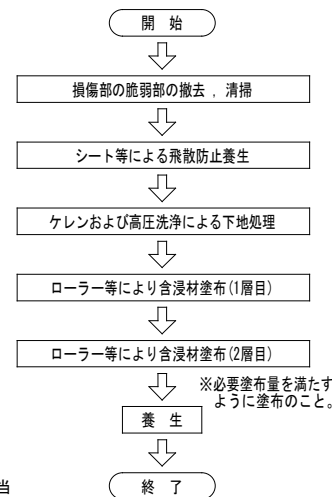 開　始
損傷部の脆弱部の撤去 , 清掃
シート等による飛散防止養生
ケレンおよび高圧洗浄による下地処理
ローラー等により含浸材塗布(1層目)
ローラー等により含浸材塗布(2層目)
※必要塗布量を満たす
ように塗布のこと。
養　生
終　了
当